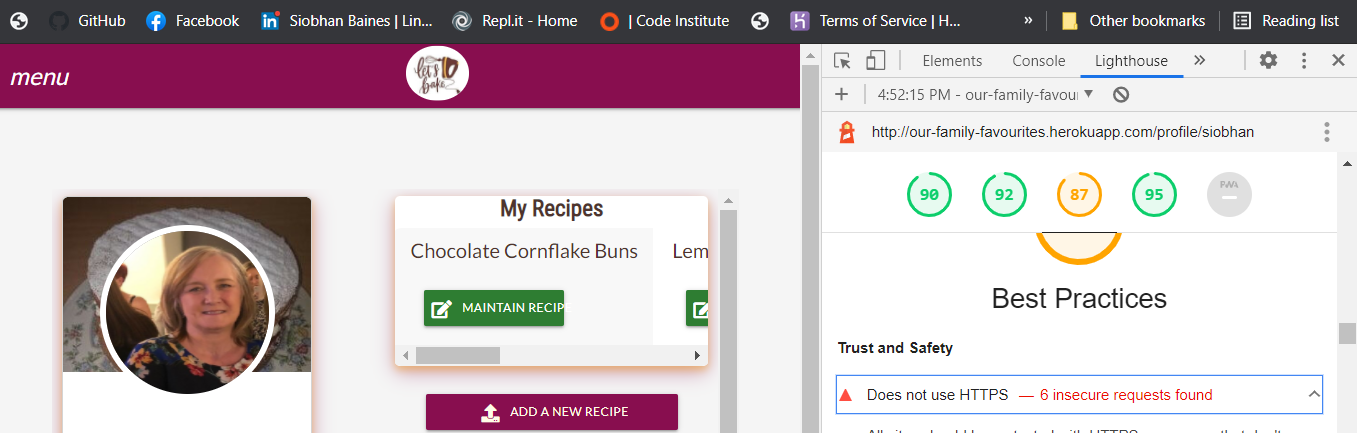 GitHub Facebook Siobhan Baines | Lin... Repl.it - Home | Code Institute Terms of Service | H... » Other bookmarks Reading list
menu
let's bake
Elements Console Lighthouse »
4:52:15 PM - our-family-favou
http://our-family-favourites.herokuapp.com/profile/siobhan
90 92 87 95 PWA
My Recipes
Chocolate Cornflake Buns Lem
MAINTAIN RECIP
ADD A NEW RECIPE
Best Practices
Trust and Safety
Does not use HTTPS — 6 insecure requests found